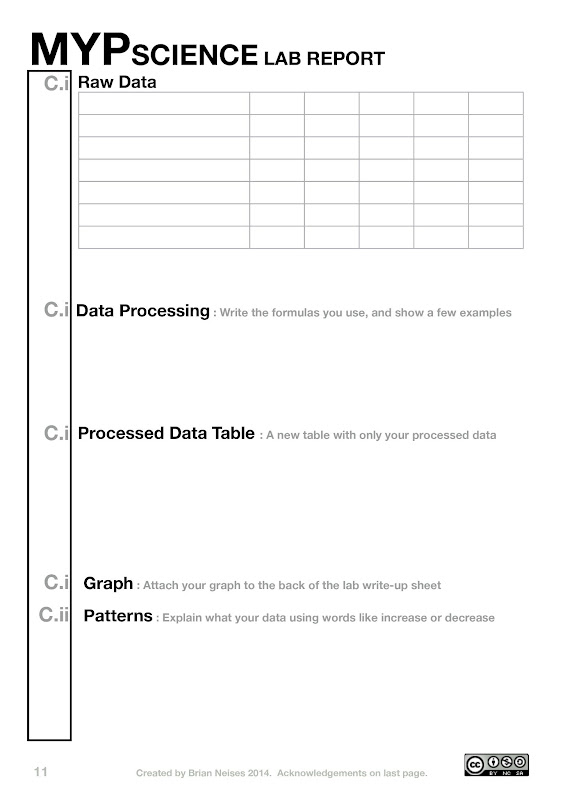 MYPSCIENCE LAB REPORT
C.i Raw Data
C.i Data Processing : Write the formulas you use, and show a few examples
C.i Processed Data Table : A new table with only your processed data
C.i Graph : Attach your graph to the back of the lab write-up sheet
C.ii Patterns : Explain what your data using words like increase or decrease
11 Created by Brian Neises 2014. Acknowledgements on last page. cc BY NC SA